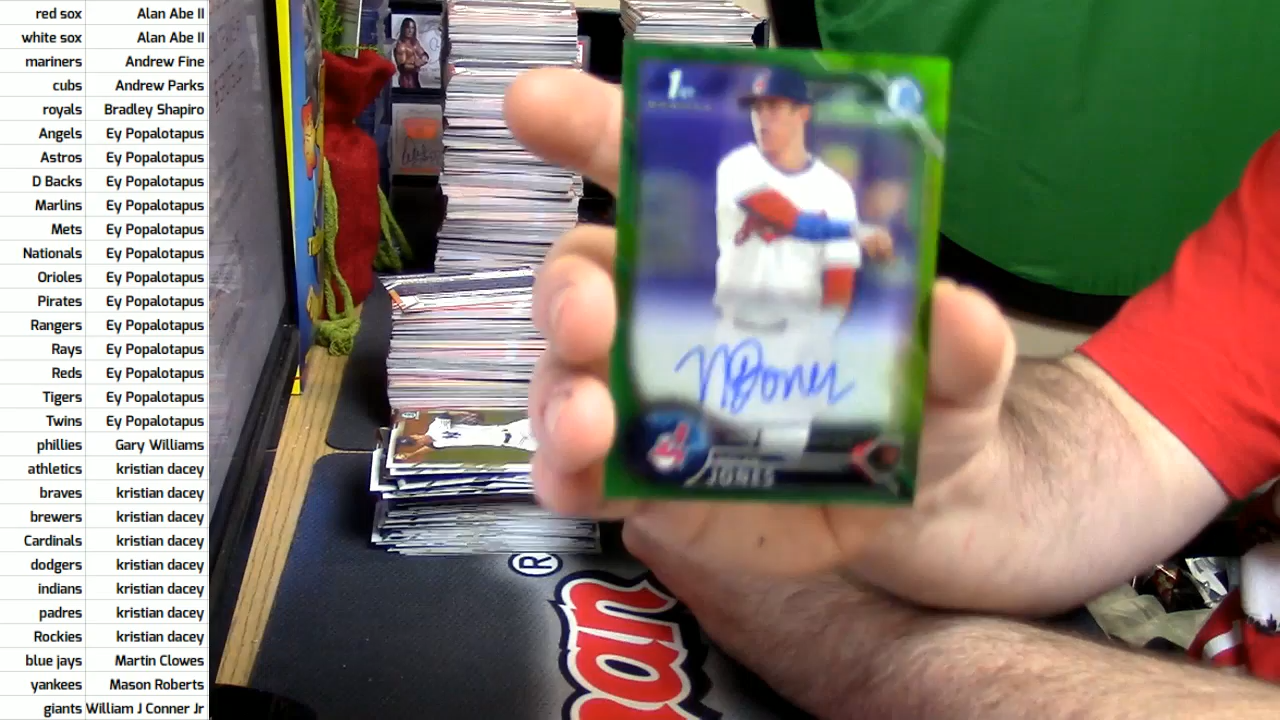 red sox Alan Abe II
white sox Alan Abe II
mariners Andrew Fine
cubs Andrew Parks
royals Bradley Shapiro
Angels Ey Popalotapus
Astros Ey Popalotapus
D Backs Ey Popalotapus
Marlins Ey Popalotapus
Mets Ey Popalotapus
Nationals Ey Popalotapus
Orioles Ey Popalotapus
Pirates Ey Popalotapus
Rangers Ey Popalotapus
Rays Ey Popalotapus
Reds Ey Popalotapus
Tigers Ey Popalotapus
Twins Ey Popalotapus
phillies Gary Williams
athletics kristian dacey
braves kristian dacey
brewers kristian dacey
Cardinals kristian dacey
dodgers kristian dacey
indians kristian dacey
padres kristian dacey
Rockies kristian dacey
blue jays Martin Clowes
yankees Mason Roberts
giants William J Conner Jr
1st
JONES
®
an